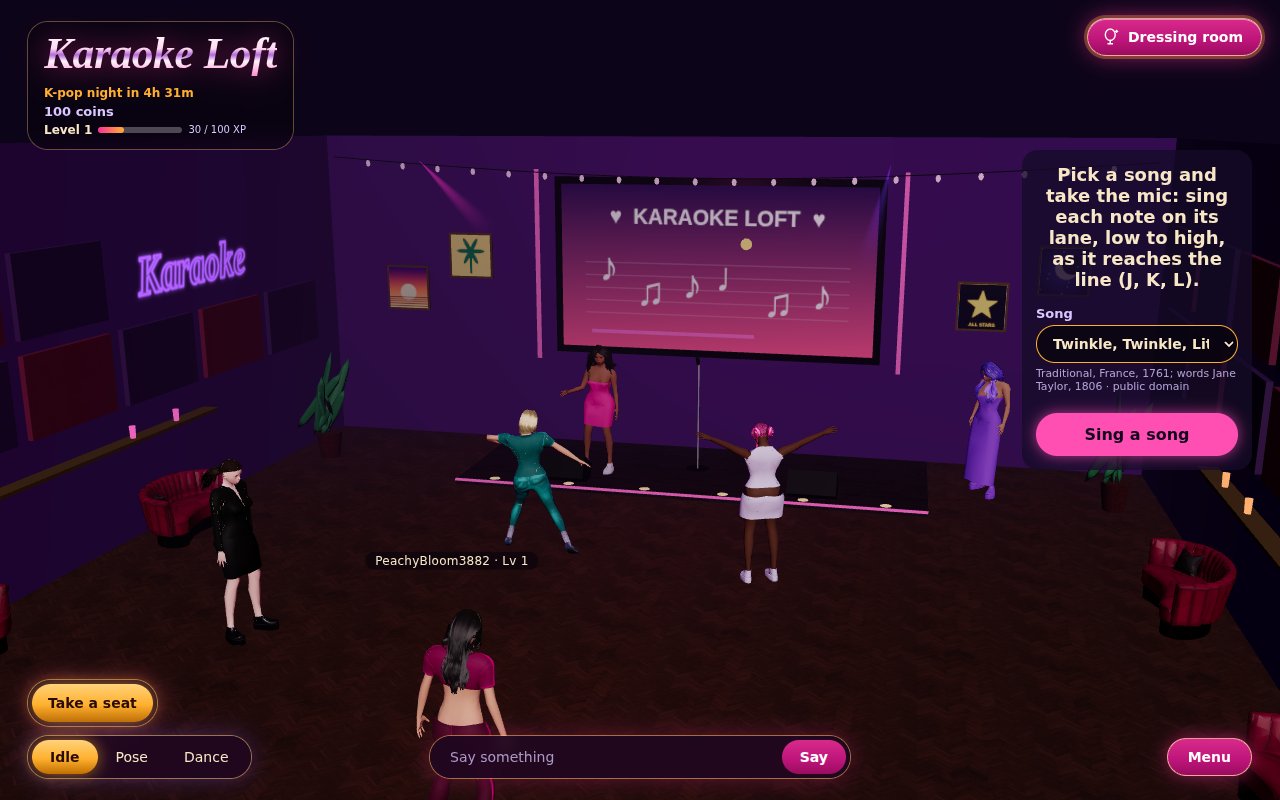 Karaoke Loft
K-pop night in 4h 31m
100 coins
Level 1 30 / 100 XP
Dressing room
Pick a song and
take the mic: sing
each note on its
lane, low to high,
as it reaches the
line (J, K, L).
Song
Twinkle, Twinkle, Lit
Traditional, France, 1761; words Jane
Taylor, 1806 · public domain
Sing a song
♥ KARAOKE LOFT ♥
Karaoke
ALL STARS
PeachyBloom3882 · Lv 1
Take a seat
Idle Pose Dance
Say something Say
Menu